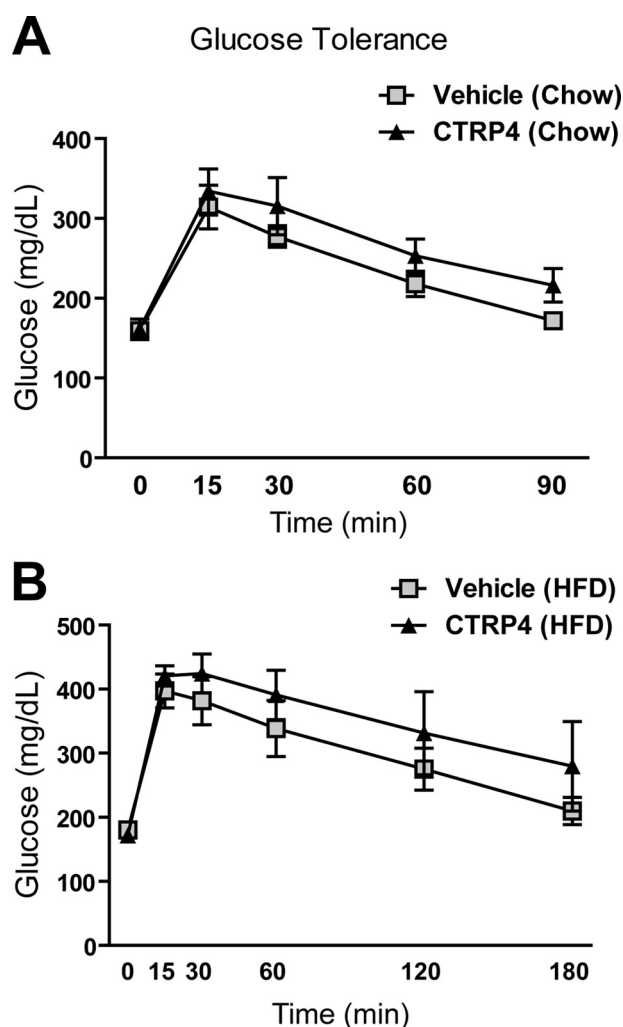 A
Glucose Tolerance
Vehicle (Chow)
CTRP4 (Chow)
Glucose (mg/dL)
400
300
200
100
0
0 15 30 60 90
Time (min)
B
Vehicle (HFD)
CTRP4 (HFD)
Glucose (mg/dL)
500
400
300
200
100
0
0 15 30 60 120 180
Time (min)